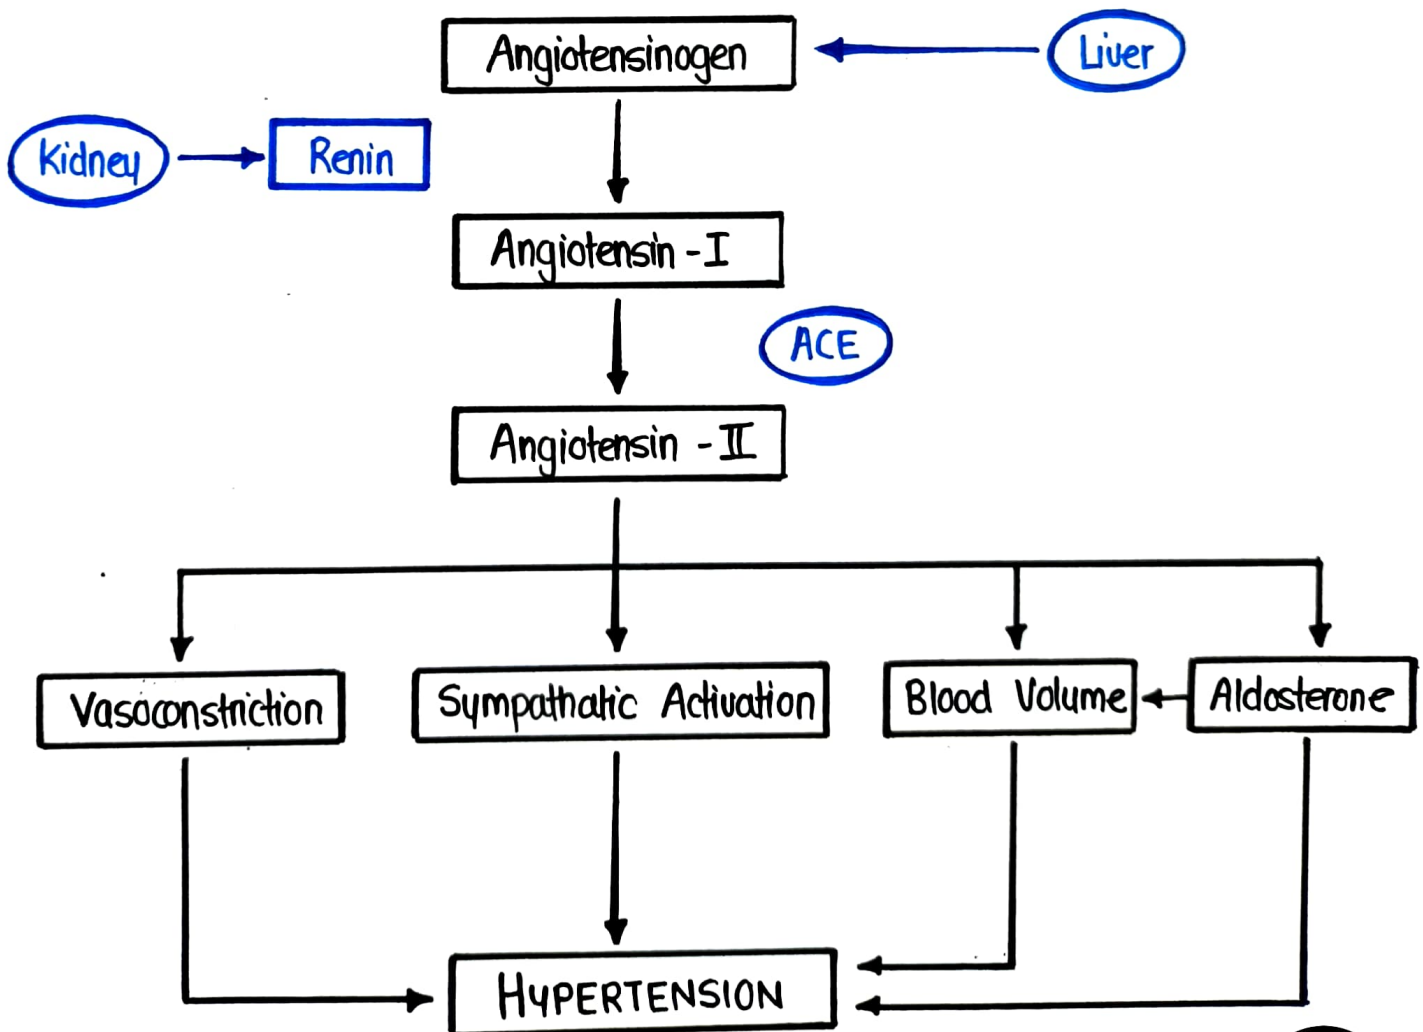 Angiotensinogen
Liver
Kidney
Renin
Angiotensin - I
ACE
Angiotensin - II
Vasoconstriction
Sympathatic Activation
Blood Volume
Aldosterone
HYPERTENSION